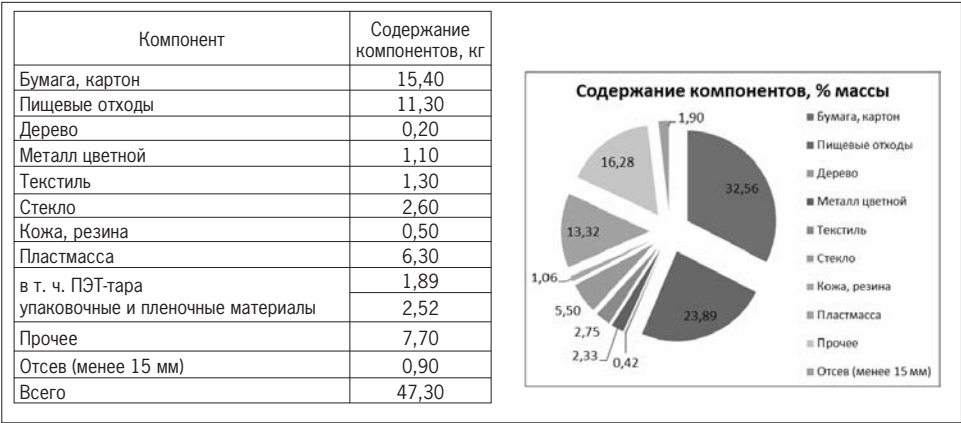 Компонент
Содержание
компонентов, кг
Бумага, картон 15,40
Пищевые отходы 11,30
Дерево 0,20
Металл цветной 1,10
Текстиль 1,30
Стекло 2,60
Кожа, резина 0,50
Пластмасса 6,30
в т. ч. ПЭТ-тара 1,89
упаковочные и пленочные материалы 2,52
Прочее 7,70
Отсев (менее 15 мм) 0,90
Всего 47,30
Содержание компонентов, % массы
1,90
16,28
32,56
13,32
1,06
5,50
2,75
2,33
0,42
23,89
Бумага, картон
Пищевые отходы
Дерево
Металл цветной
Текстиль
Стекло
Кожа, резина
Пластмасса
Прочее
Отсев (менее 15 мм)